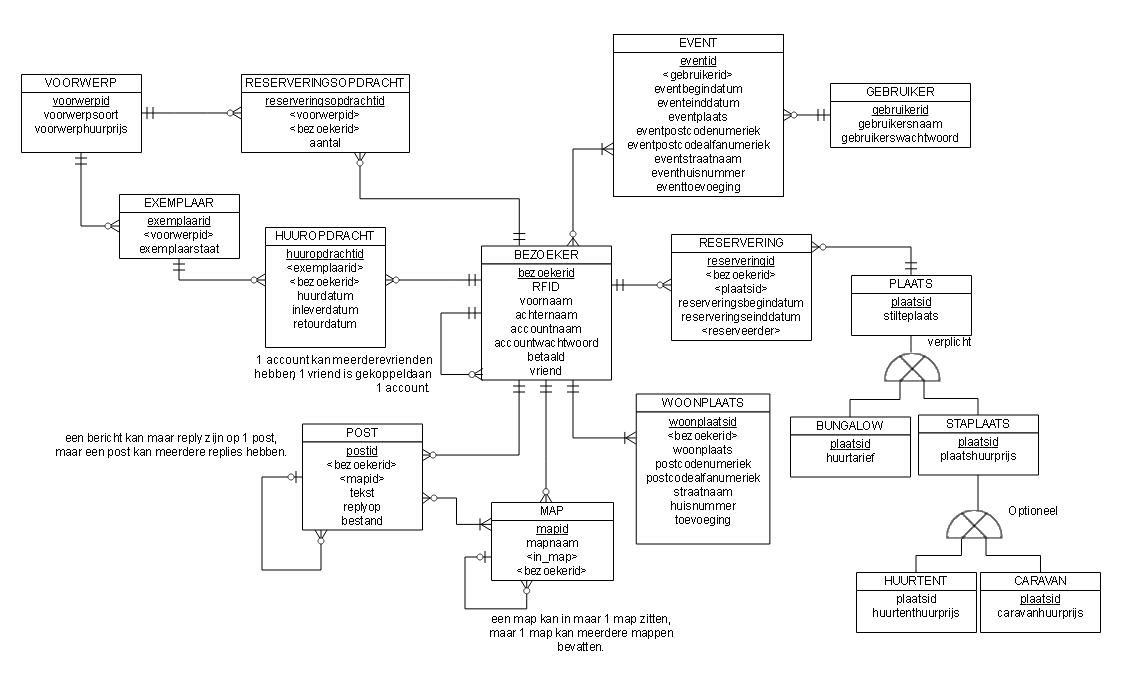 VOORWERP
voorwerpid
voorwerpsoort
voorwerphuurprijs
RESERVERINGSOPDRACHT
reserveringsopdrachtid
<voorwerpid>
<bezoekerid>
aantal
EVENT
eventid
<gebruikerid>
eventbegindatum
eventeinddatum
eventplaats
eventpostcodenumeriek
eventpostcodealfanumeriek
eventstraatnaam
eventhuisnummer
eventtoevoeging
GEBRUIKER
gebruikerid
gebruikersnaam
gebruikerswachtwoord
EXEMPLAAR
exemplaarid
<voorwerpid>
exemplaarstaat
HUUROPDRACHT
huuropdrachtid
<exemplaarid>
<bezoekerid>
huurdatum
inleverdatum
retourdatum
BEZOEKER
bezoekerid
RFID
voornaam
achternaam
accountnaam
accountwachtwoord
betaald
vriend
RESERVERING
reserveringid
<bezoekerid>
<plaatsid>
reserveringsbegindatum
reserveringseinddatum
<reserveerder>
PLAATS
plaatsid
stilteplaats
verplicht
1 account kan meerderevrienden
hebben, 1 vriend is gekoppeldaan
1 account.
BUNGALOW
plaatsid
huurtarief
STAPLAATS
plaatsid
plaatshuurprijs
WOONPLAATS
woonplaatsid
<bezoekerid>
woonplaats
postcodenumeriek
postcodealfanumeriek
straatnaam
huisnummer
toevoeging
een bericht kan maar reply zijn op 1 post,
maar een post kan meerdere replies hebben.
POST
postid
<bezoekerid>
<mapid>
tekst
replyop
bestand
MAP
mapid
mapnaam
<in_map>
<bezoekerid>
Optioneel
HUURTENT
plaatsid
huurtenthuurprijs
CARAVAN
plaatsid
caravanhuurprijs
een map kan in maar 1 map zitten,
maar 1 map kan meerdere mappen
bevatten.